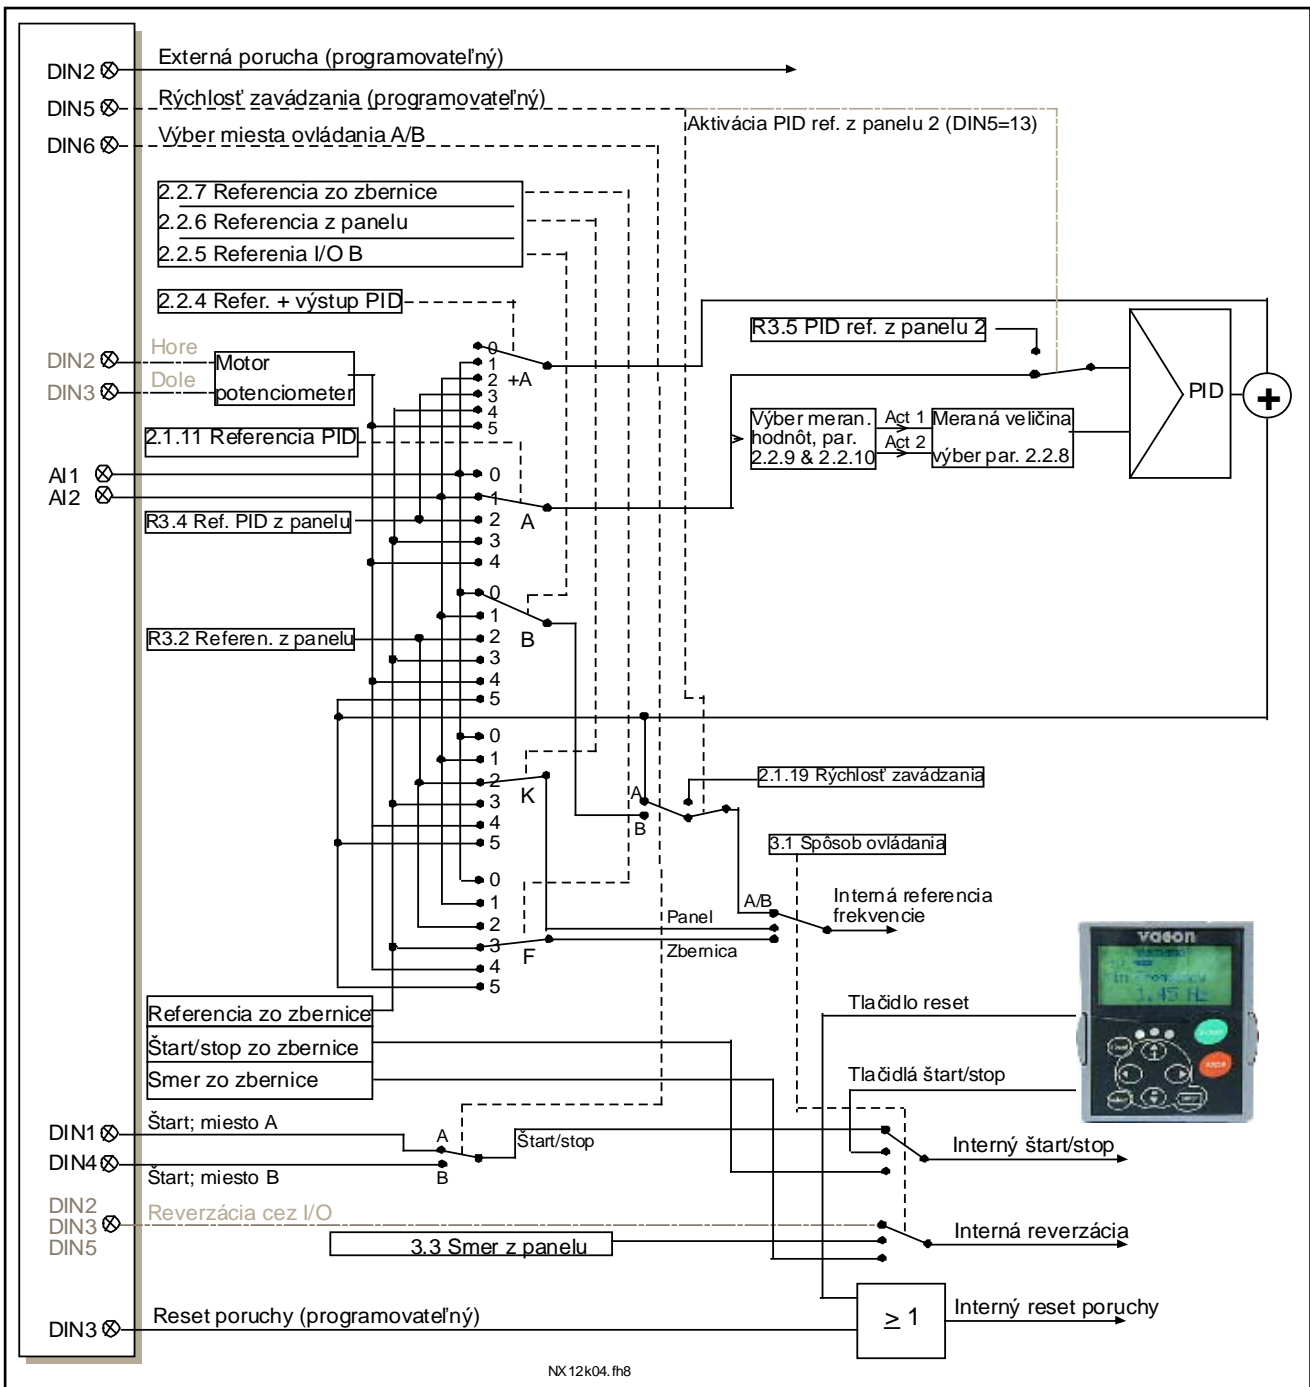 DIN2 Externá porucha (programovateľný)
DIN5 Rýchlosť zavádzania (programovateľný)
Aktivácia PID ref. z panelu 2 (DIN5=13)
DIN6 Výber miesta ovládania A/B
2.2.7 Referencia zo zbernice
2.2.6 Referencia z panelu
2.2.5 Referenia I/O B
2.2.4 Refer. + výstup PID
R3.5 PID ref. z panelu 2
DIN2 Hore
DIN3 Dole
Motor
potenciometer
0
1
2 +A
3
4
5
PID
+
Výber meran.
hodnôt, par.
2.2.9 & 2.2.10
Act 1
Act 2
Meraná veličina
výber par. 2.2.8
2.1.11 Referencia PID
AI1
AI2
R3.4 Ref. PID z panelu
0
1
2 A
3
4
R3.2 Referen. z panelu
0
1
2 B
3
4
5
0
1
2 K
3
4
5
A
B
2.1.19 Rýchlosť zavádzania
3.1 Spôsob ovládania
0
1
2
3 F
4
5
A/B
Panel
Zbernica
Interná referencia
frekvencie
vacon
1.45 Hz
Referencia zo zbernice
Štart/stop zo zbernice
Smer zo zbernice
Tlačidlo reset
Tlačidlá štart/stop
DIN1 Štart; miesto A
DIN4 Štart; miesto B
A
B
Štart/stop
Interný štart/stop
DIN2
DIN3 Reverzácia cez I/O
DIN5
3.3 Smer z panelu
Interná reverzácia
DIN3 Reset poruchy (programovateľný)
≥ 1
Interný reset poruchy
NX12k04.fh8